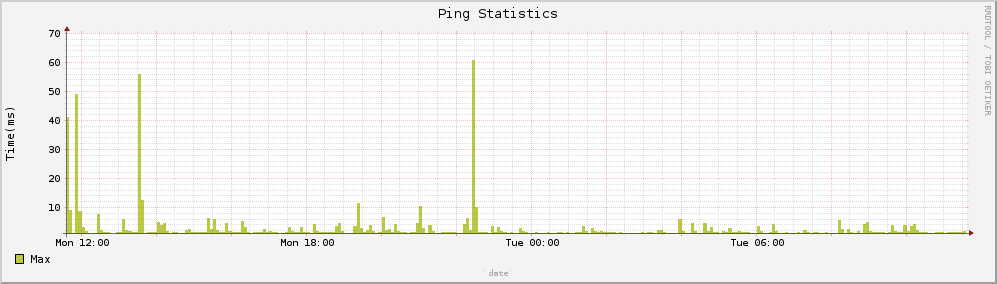 Ping Statistics
RRDTOOL / TOBI OETIKER
Time(ms)
70
60
50
40
30
20
10
Mon 12:00 Mon 18:00 Tue 00:00 Tue 06:00
Max
`date`